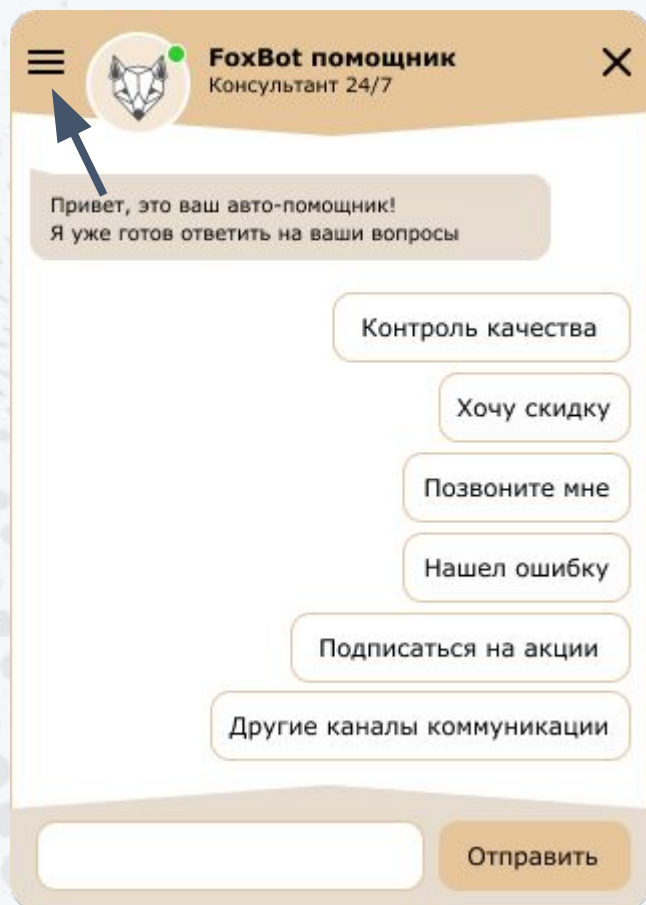 FoxBot помощник
Консультант 24/7
Привет, это ваш авто-помощник!
Я уже готов ответить на ваши вопросы
Контроль качества
Хочу скидку
Позвоните мне
Нашел ошибку
Подписаться на акции
Другие каналы коммуникации
Отправить